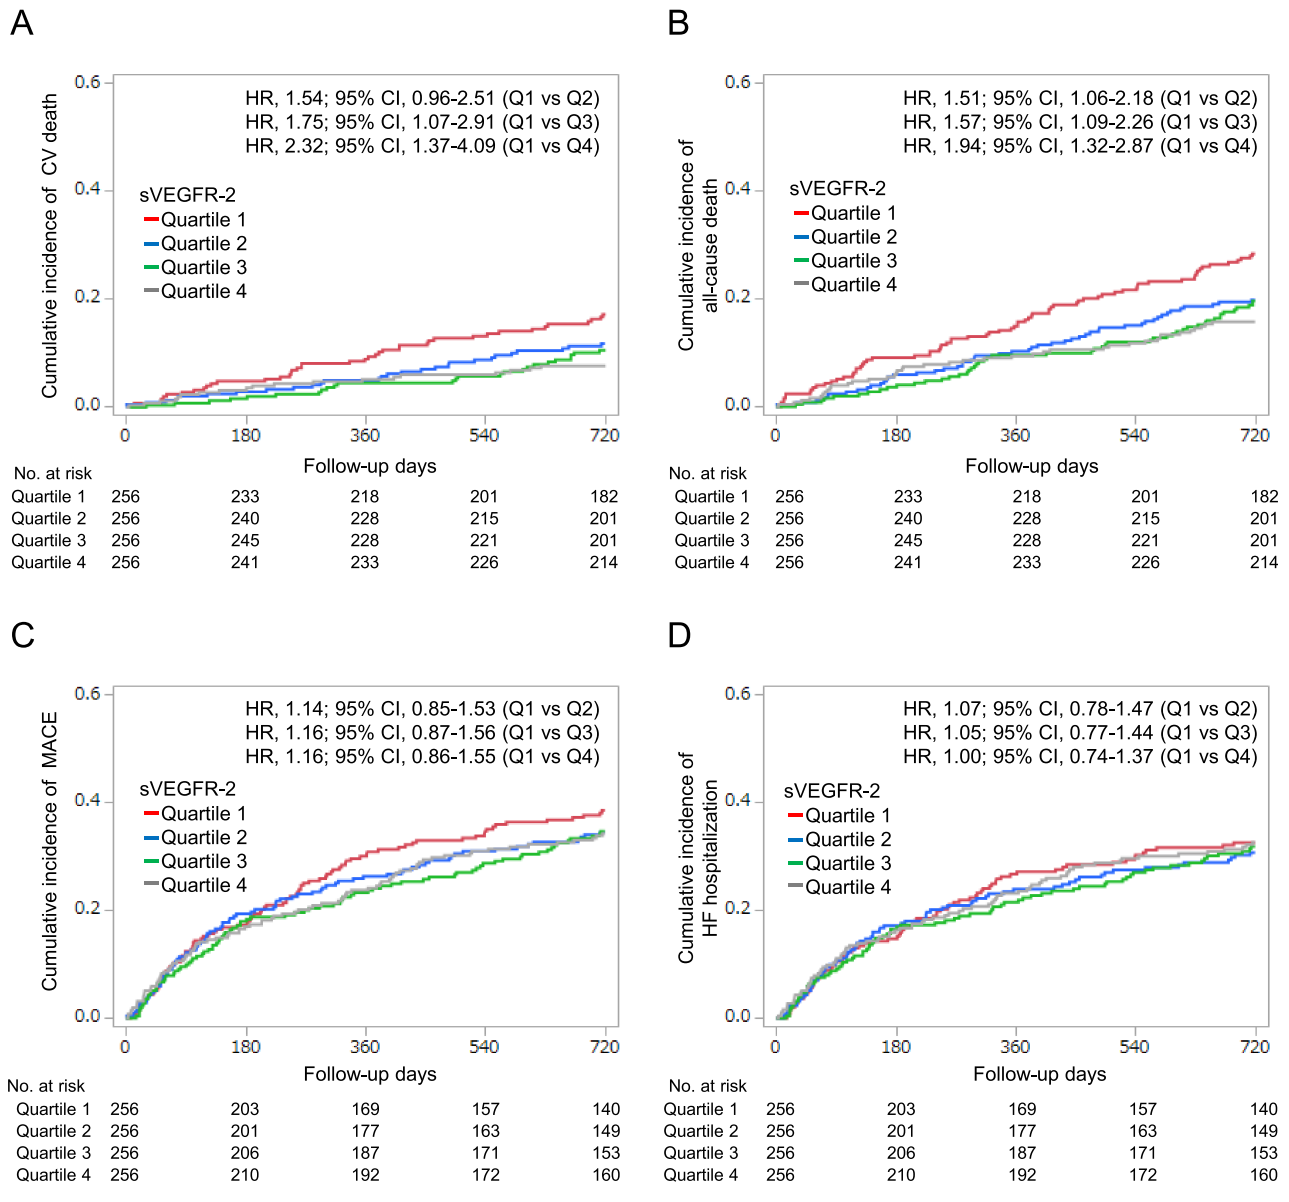 A
Cumulative incidence of CV death
0.6
0.4
0.2
0.0
HR, 1.54; 95% CI, 0.96-2.51 (Q1 vs Q2)
HR, 1.75; 95% CI, 1.07-2.91 (Q1 vs Q3)
HR, 2.32; 95% CI, 1.37-4.09 (Q1 vs Q4)
sVEGFR-2
Quartile 1
Quartile 2
Quartile 3
Quartile 4
0 180 360 540 720
Follow-up days
No. at risk
Quartile 1 256 233 218 201 182
Quartile 2 256 240 228 215 201
Quartile 3 256 245 228 221 201
Quartile 4 256 241 233 226 214
B
Cumulative incidence of
all-cause death
0.6
0.4
0.2
0.0
HR, 1.51; 95% CI, 1.06-2.18 (Q1 vs Q2)
HR, 1.57; 95% CI, 1.09-2.26 (Q1 vs Q3)
HR, 1.94; 95% CI, 1.32-2.87 (Q1 vs Q4)
sVEGFR-2
Quartile 1
Quartile 2
Quartile 3
Quartile 4
0 180 360 540 720
Follow-up days
No. at risk
Quartile 1 256 233 218 201 182
Quartile 2 256 240 228 215 201
Quartile 3 256 245 228 221 201
Quartile 4 256 241 233 226 214
C
Cumulative incidence of MACE
0.6
0.4
0.2
0.0
HR, 1.14; 95% CI, 0.85-1.53 (Q1 vs Q2)
HR, 1.16; 95% CI, 0.87-1.56 (Q1 vs Q3)
HR, 1.16; 95% CI, 0.86-1.55 (Q1 vs Q4)
sVEGFR-2
Quartile 1
Quartile 2
Quartile 3
Quartile 4
0 180 360 540 720
Follow-up days
No. at risk
Quartile 1 256 203 169 157 140
Quartile 2 256 201 177 163 149
Quartile 3 256 206 187 171 153
Quartile 4 256 210 192 172 160
D
Cumulative incidence of
HF hospitalization
0.6
0.4
0.2
0.0
HR, 1.07; 95% CI, 0.78-1.47 (Q1 vs Q2)
HR, 1.05; 95% CI, 0.77-1.44 (Q1 vs Q3)
HR, 1.00; 95% CI, 0.74-1.37 (Q1 vs Q4)
sVEGFR-2
Quartile 1
Quartile 2
Quartile 3
Quartile 4
0 180 360 540 720
Follow-up days
No. at risk
Quartile 1 256 203 169 157 140
Quartile 2 256 201 177 163 149
Quartile 3 256 206 187 171 153
Quartile 4 256 210 192 172 160